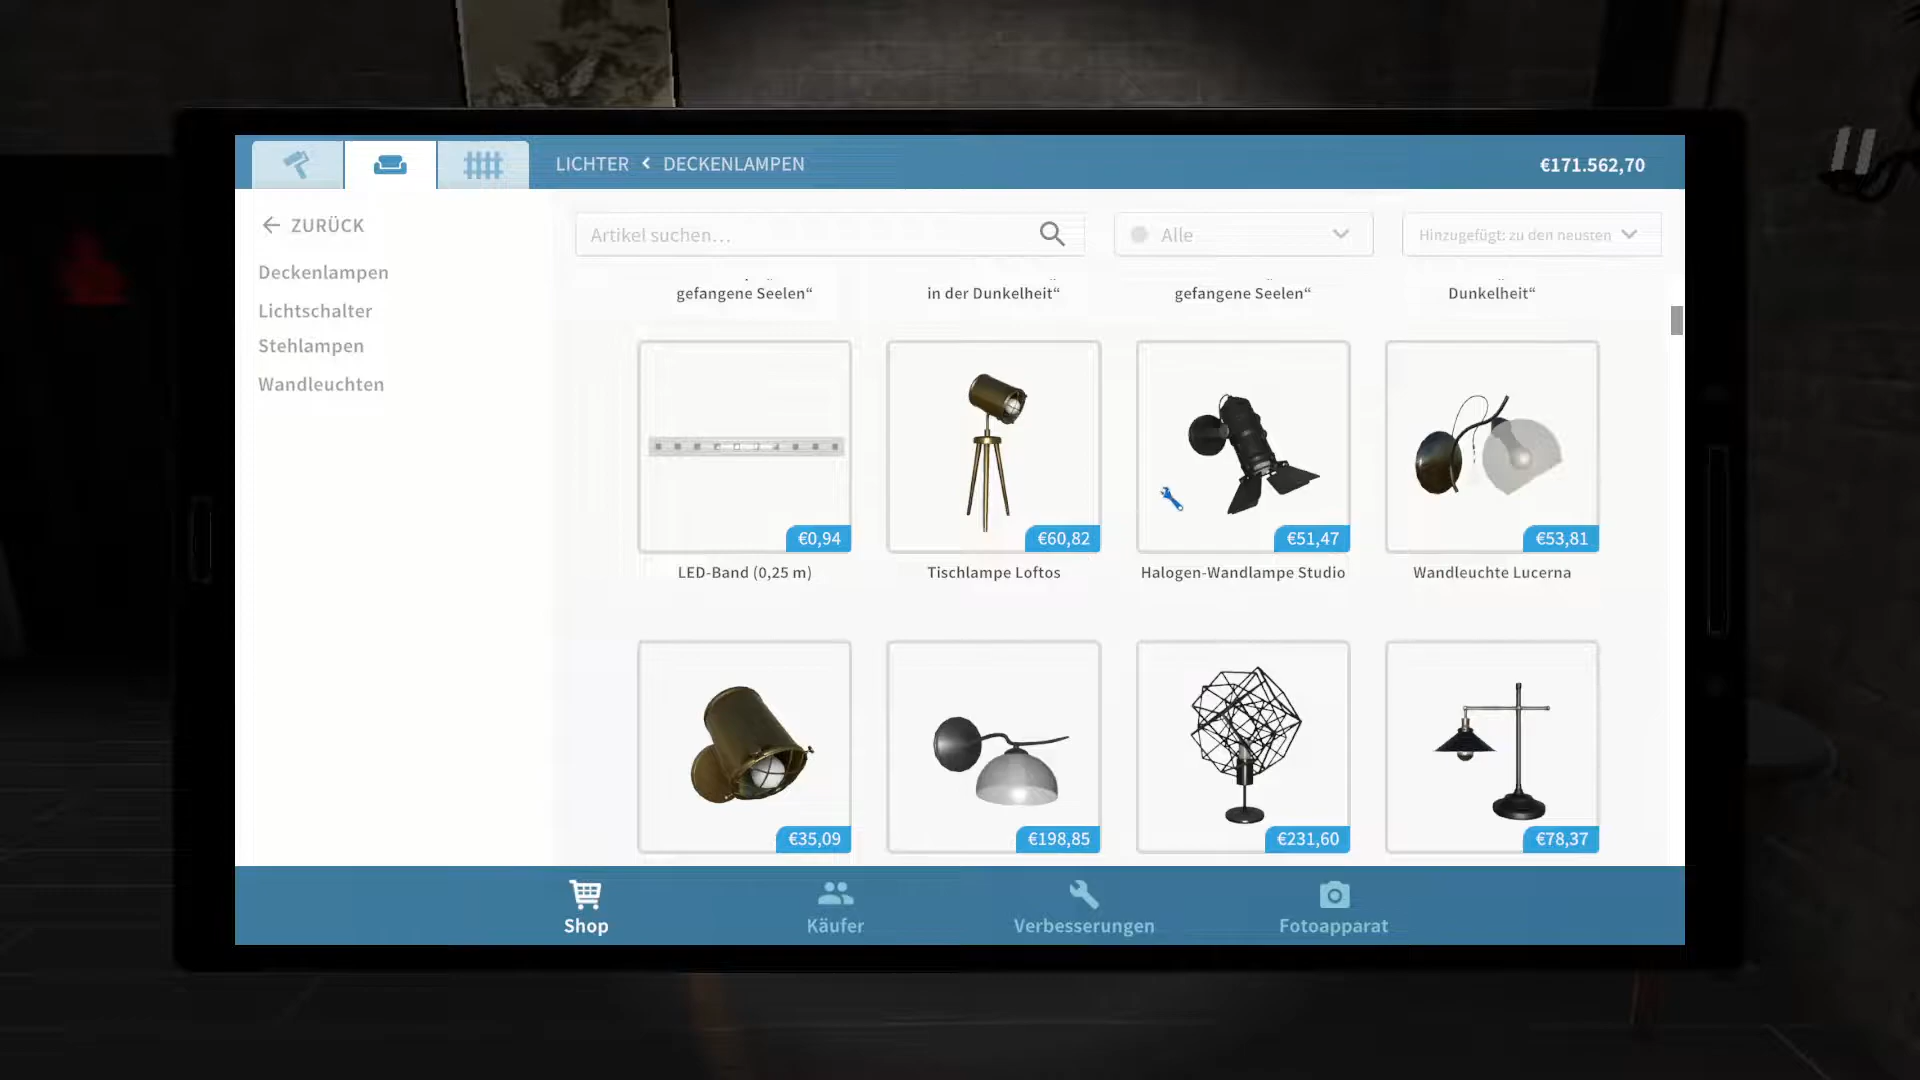 LICHTER < DECKENLAMPEN
€171.562,70
ZURÜCK
Deckenlampen
Lichtschalter
Stehlampen
Wandleuchten
Artikel suchen...
Alle
Hinzugefügt: zu den neusten
gefangene Seelen“
in der Dunkelheit“
gefangene Seelen“
Dunkelheit“
€0,94
€60,82
€51,47
€53,81
LED-Band (0,25 m)
Tischlampe Loftos
Halogen-Wandlampe Studio
Wandleuchte Lucerna
€35,09
€198,85
€231,60
€78,37
Shop
Käufer
Verbesserungen
Fotoapparat